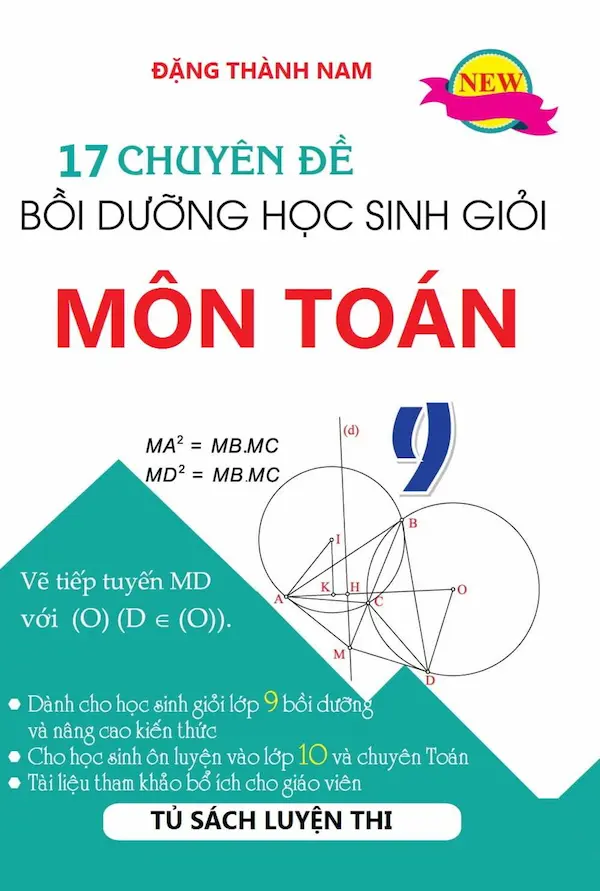 ĐẶNG THÀNH NAM
NEW
17 CHUYÊN ĐỀ
BỒI DƯỠNG HỌC SINH GIỎI
MÔN TOÁN
9
(d)
MA² = MB.MC
MD² = MB.MC
B
I
K H O
A C
M
D
Vẽ tiếp tuyến MD
với (O) (D ∈ (O)).
Dành cho học sinh giỏi lớp 9 bồi dưỡng
và nâng cao kiến thức
Cho học sinh ôn luyện vào lớp 10 và chuyên Toán
Tài liệu tham khảo bổ ích cho giáo viên
TỦ SÁCH LUYỆN THI